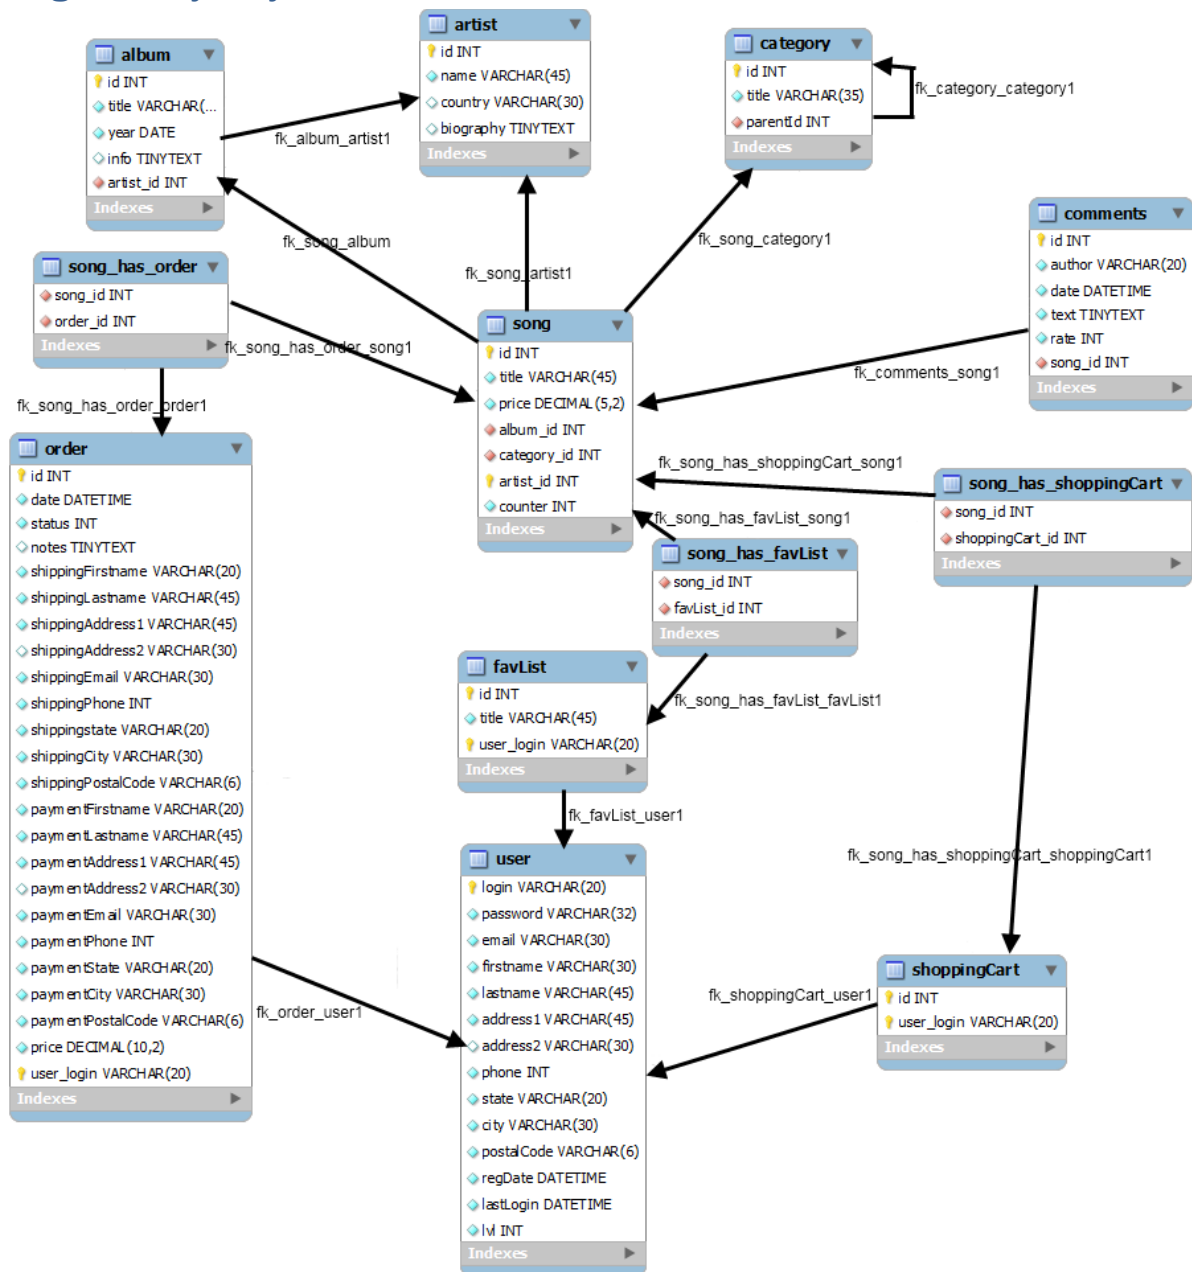 artist
id INT
name VARCHAR(45)
country VARCHAR(30)
biography TINYTEXT
Indexes
album
id INT
title VARCHAR(...
year DATE
info TINYTEXT
artist_id INT
Indexes
category
id INT
title VARCHAR(35)
parentId INT
Indexes
fk_category_category1
fk_album_artist1
comments
id INT
author VARCHAR(20)
date DATETIME
text TINYTEXT
rate INT
song_id INT
Indexes
fk_song_album
fk_song_artist1
fk_song_category1
song_has_order
song_id INT
order_id INT
Indexes
fk_song_has_order_song1
fk_song_has_order_order1
song
id INT
title VARCHAR(45)
price DECIMAL(5,2)
album_id INT
category_id INT
artist_id INT
counter INT
Indexes
fk_comments_song1
fk_song_has_shoppingCart_song1
song_has_shoppingCart
song_id INT
shoppingCart_id INT
Indexes
fk_song_has_favList_song1
song_has_favList
song_id INT
favList_id INT
Indexes
fk_song_has_favList_favList1
order
id INT
date DATETIME
status INT
notes TINYTEXT
shippingFirstname VARCHAR(20)
shippingLastname VARCHAR(45)
shippingAddress1 VARCHAR(45)
shippingAddress2 VARCHAR(30)
shippingEmail VARCHAR(30)
shippingPhone INT
shippingstate VARCHAR(20)
shippingCity VARCHAR(30)
shippingPostalCode VARCHAR(6)
paymentFirstname VARCHAR(20)
paymentLastname VARCHAR(45)
paymentAddress1 VARCHAR(45)
paymentAddress2 VARCHAR(30)
paymentEmail VARCHAR(30)
paymentPhone INT
paymentState VARCHAR(20)
paymentCity VARCHAR(30)
paymentPostalCode VARCHAR(6)
price DECIMAL(10,2)
user_login VARCHAR(20)
Indexes
favList
id INT
title VARCHAR(45)
user_login VARCHAR(20)
Indexes
fk_favList_user1
user
login VARCHAR(20)
password VARCHAR(32)
email VARCHAR(30)
firstname VARCHAR(30)
lastname VARCHAR(45)
address1 VARCHAR(45)
address2 VARCHAR(30)
phone INT
state VARCHAR(20)
city VARCHAR(30)
postalCode VARCHAR(6)
regDate DATETIME
lastLogin DATETIME
lvl INT
Indexes
fk_order_user1
fk_song_has_shoppingCart_shoppingCart1
fk_shoppingCart_user1
shoppingCart
id INT
user_login VARCHAR(20)
Indexes